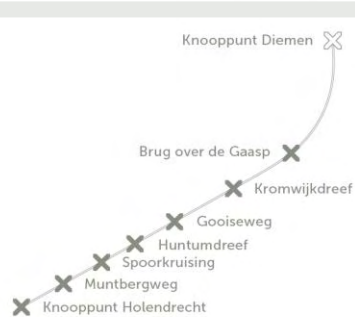 Knooppunt Diemen
Brug over de Gaasp
Kromwijkdreef
Gooiseweg
Huntumdreef
Spoorkruising
Muntbergweg
Knooppunt Holendrecht